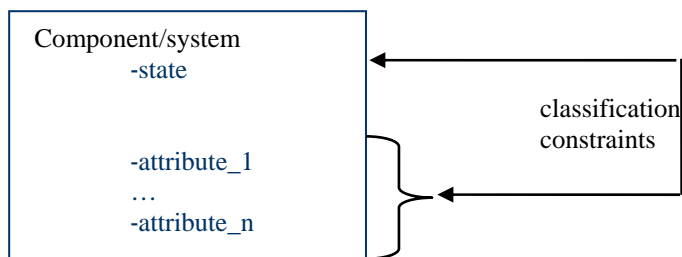 Component/system
-state
classification
constraints
-attribute_1
…
-attribute_n